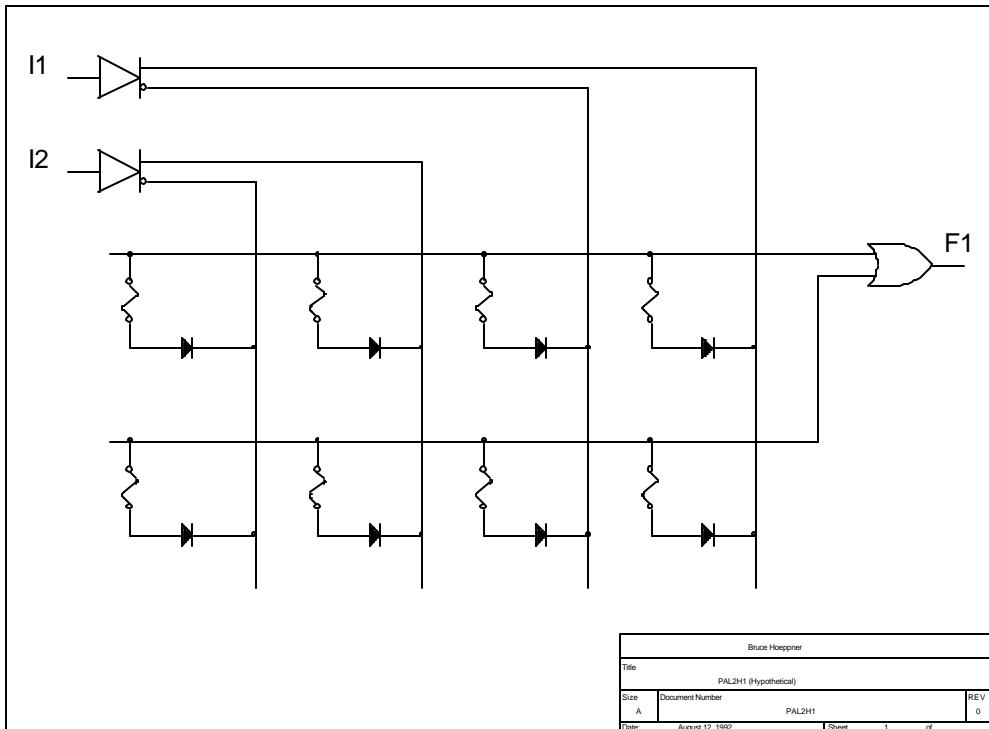 I1
I2
F1
Bruce Hoeppner
Title
PAL2H1 (Hypothetical)
Size
Document Number
REV
A
PAL2H1
0
Date:
August 12, 1992
Sheet
1
of